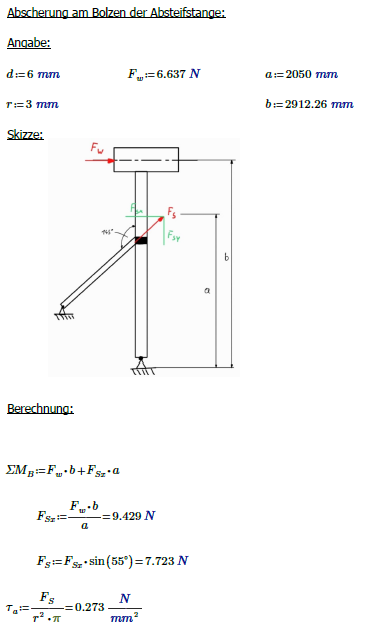 Abscherung am Bolzen der Absteifstange:
Angabe:
d:=6 mm F_w:=6.637 N a:=2050 mm
r:=3 mm b:=2912.26 mm
Skizze:
F_W
F_Sx F_S
145°
F_Sy
b
a
Berechnung:
ΣM_B:=F_w·b+F_Sx·a
F_Sx:=(F_w·b)/a=9.429 N
F_S:=F_Sx·sin(55°)=7.723 N
τ_a:=F_S/(r²·π)=0.273 N/mm²